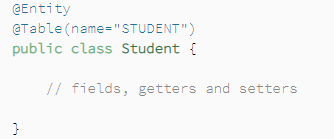 @Entity
@Table(name="STUDENT")
public class Student {
// fields, getters and setters
}